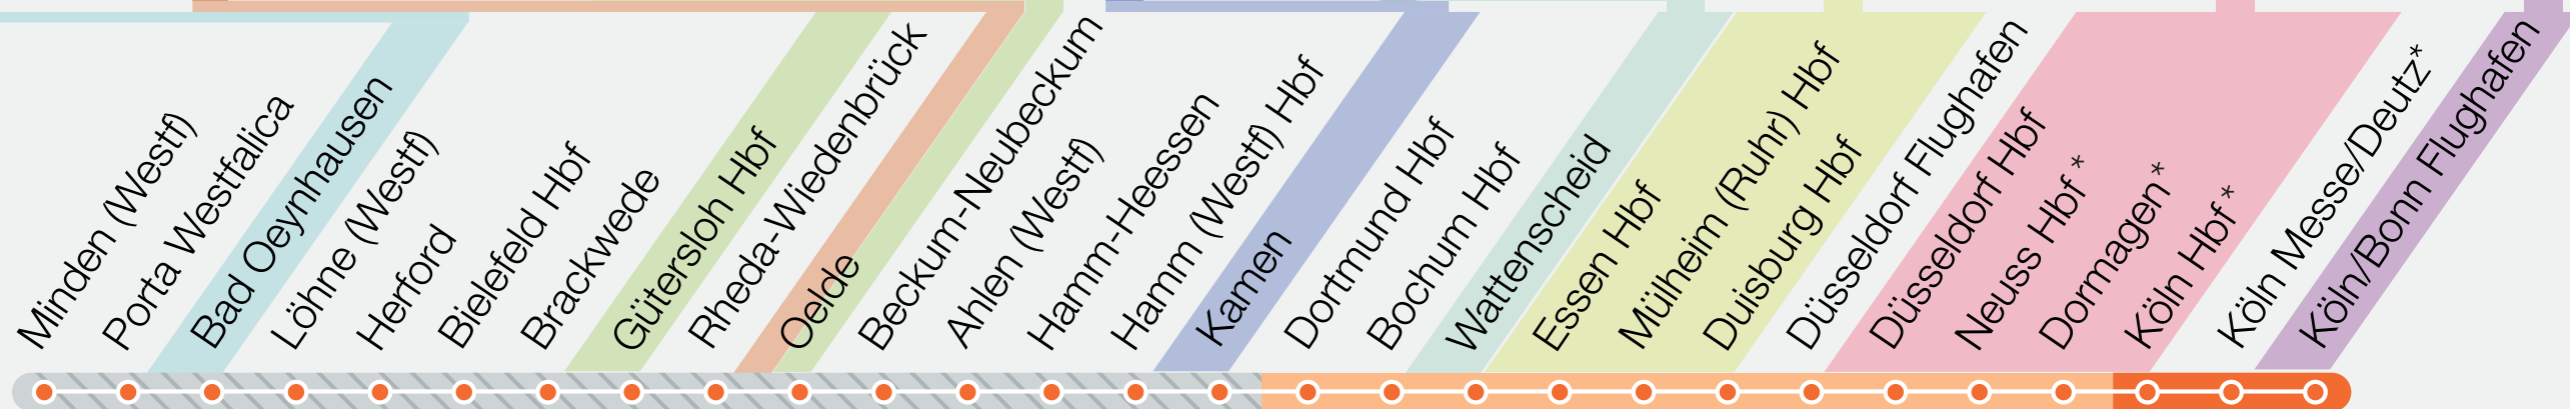 Minden (Westf)
Porta Westfalica
Bad Oeynhausen
Löhne (Westf)
Herford
Bielefeld Hbf
Brackwede
Gütersloh Hbf
Rheda-Wiedenbrück
Oelde
Beckum-Neubeckum
Ahlen (Westf)
Hamm-Heessen
Hamm (Westf) Hbf
Kamen
Dortmund Hbf
Bochum Hbf
Wattenscheid
Essen Hbf
Mülheim (Ruhr) Hbf
Duisburg Hbf
Düsseldorf Flughafen
Düsseldorf Hbf
Neuss Hbf*
Dormagen*
Köln Hbf*
Köln Messe/Deutz*
Köln/Bonn Flughafen